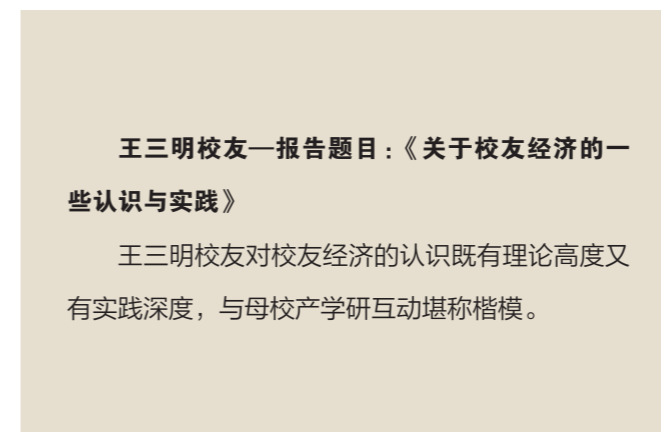 王三明校友—报告题目：《关于校友经济的一
些认识与实践》
王三明校友对校友经济的认识既有理论高度又
有实践深度，与母校产学研互动堪称楷模。